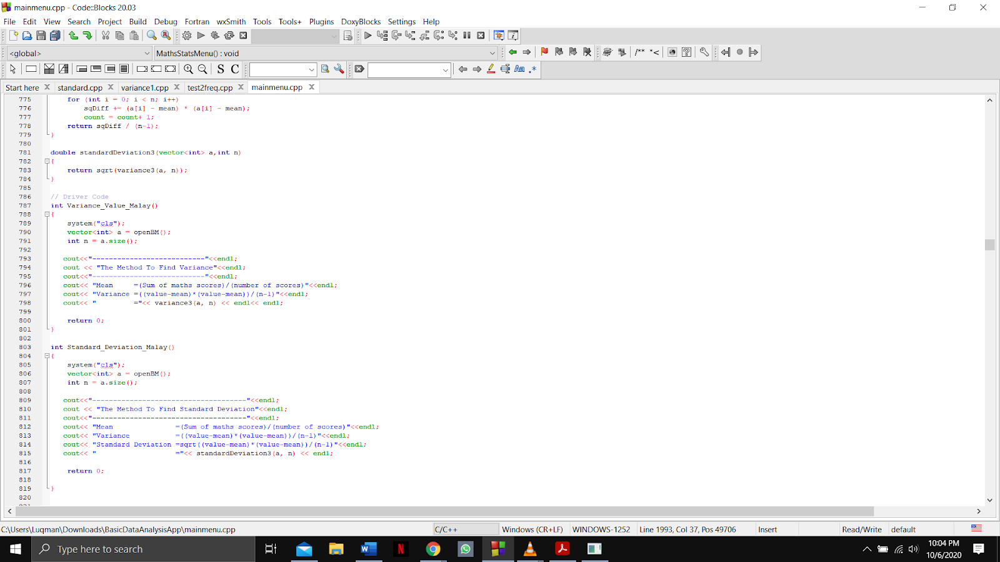 mainmenu.cpp - Code::Blocks 20.03
File Edit View Search Project Build Debug Fortran wxSmith Tools Tools+ Plugins DoxyBlocks Settings Help
<global> MathsStatsMenu() : void
Start here standard.cpp variance1.cpp test2freq.cpp mainmenu.cpp
775 for (int i = 0; i < n; i++)
776 sqDiff += (a[i] - mean) * (a[i] - mean);
777 count = count+ 1;
778 return sqDiff / (n-1);
779 }
780
781 double standardDeviation3(vector<int> a,int n)
782 {
783 return sqrt(variance3(a, n));
784 }
785
786 // Driver Code
787 int Variance_Value_Malay()
788 {
789 system("cls");
790 vector<int> a = openBM();
791 int n = a.size();
792
793 cout<<"---------------------------"<<endl;
794 cout << "The Method To Find Variance"<<endl;
795 cout<<"---------------------------"<<endl;
796 cout<< "Mean     =(Sum of maths scores)/(number of scores)"<<endl;
797 cout<< "Variance =((value-mean)*(value-mean))/(n-1)"<<endl;
798 cout<< "         ="<< variance3(a, n) << endl<< endl;
799
800 return 0;
801 }
802
803 int Standard_Deviation_Malay()
804 {
805 system("cls");
806 vector<int> a = openBM();
807 int n = a.size();
808
809 cout<<"-------------------------------------"<<endl;
810 cout << "The Method To Find Standard Deviation"<<endl;
811 cout<<"-------------------------------------"<<endl;
812 cout<< "Mean               =(Sum of maths scores)/(number of scores)"<<endl;
813 cout<< "Variance           =((value-mean)*(value-mean))/(n-1)"<<endl;
814 cout<< "Standard Deviation =sqrt((value-mean)*(value-mean))/(n-1)"<<endl;
815 cout<< "                   ="<< standardDeviation3(a, n) << endl;
816
817 return 0;
818
819 }
820
C:\Users\Luqman\Downloads\BasicDataAnalysisApp\mainmenu.cpp C/C++ Windows (CR+LF) WINDOWS-1252 Line 1993, Col 37, Pos 49706 Insert Read/Write default
Type here to search
10:04 PM
10/6/2020